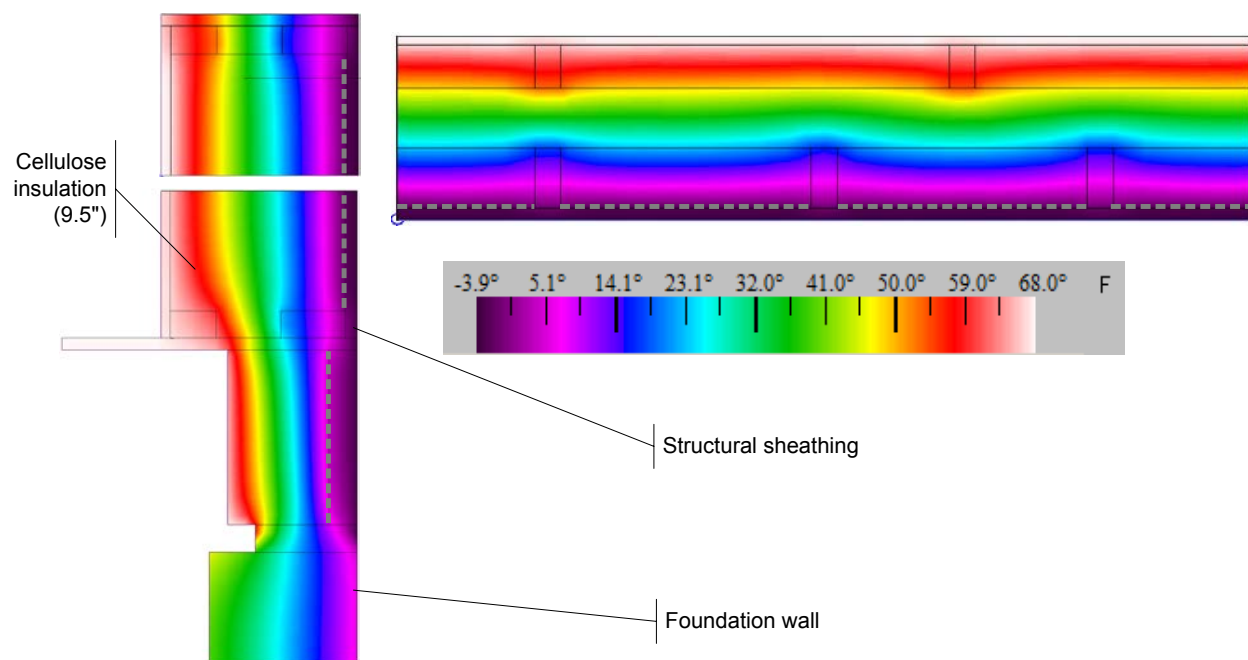 Cellulose
insulation
(9.5")
-3.9° 5.1° 14.1° 23.1° 32.0° 41.0° 50.0° 59.0° 68.0° F
Structural sheathing
Foundation wall